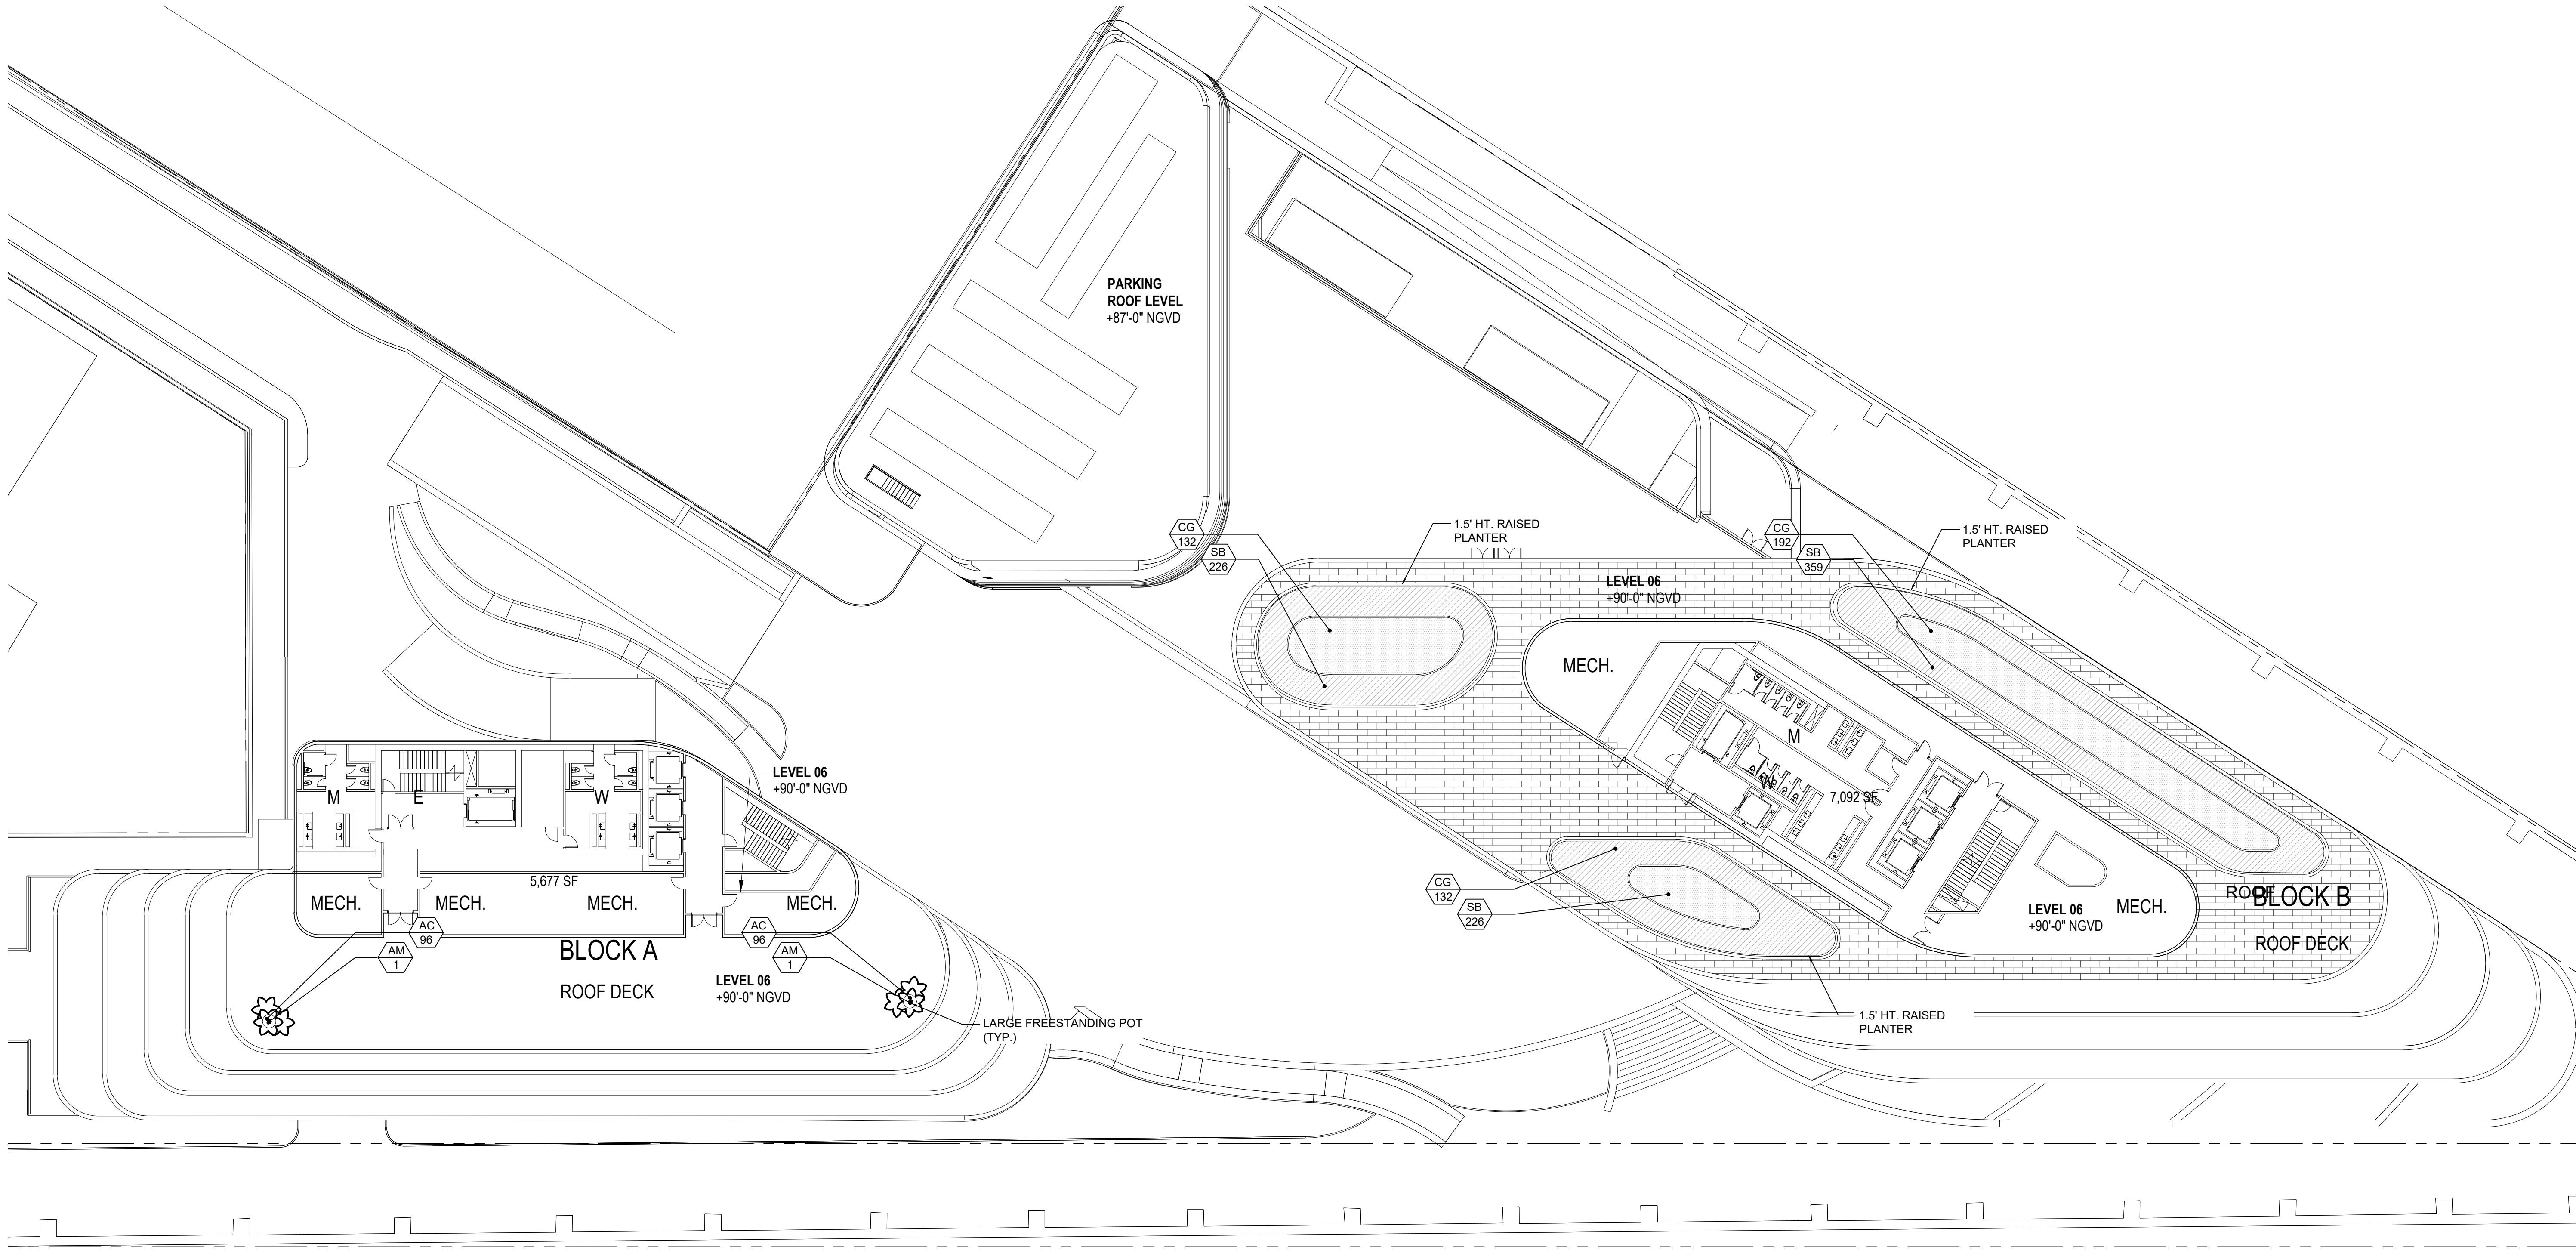 PARKING
ROOF LEVEL
+87'-0" NGVD
CG
132
SB
226
1.5' HT. RAISED
PLANTER
LEVEL 06
+90'-0" NGVD
CG
192
SB
359
1.5' HT. RAISED
PLANTER
MECH.
M
W
7,092 SF
LEVEL 06
+90'-0" NGVD
M
E
W
5,677 SF
MECH.
MECH.
MECH.
MECH.
AC
96
AM
1
BLOCK A
ROOF DECK
AC
96
AM
1
LEVEL 06
+90'-0" NGVD
LARGE FREESTANDING POT
(TYP.)
CG
132
SB
226
LEVEL 06
+90'-0" NGVD
MECH.
ROOF
BLOCK B
ROOF DECK
1.5' HT. RAISED
PLANTER